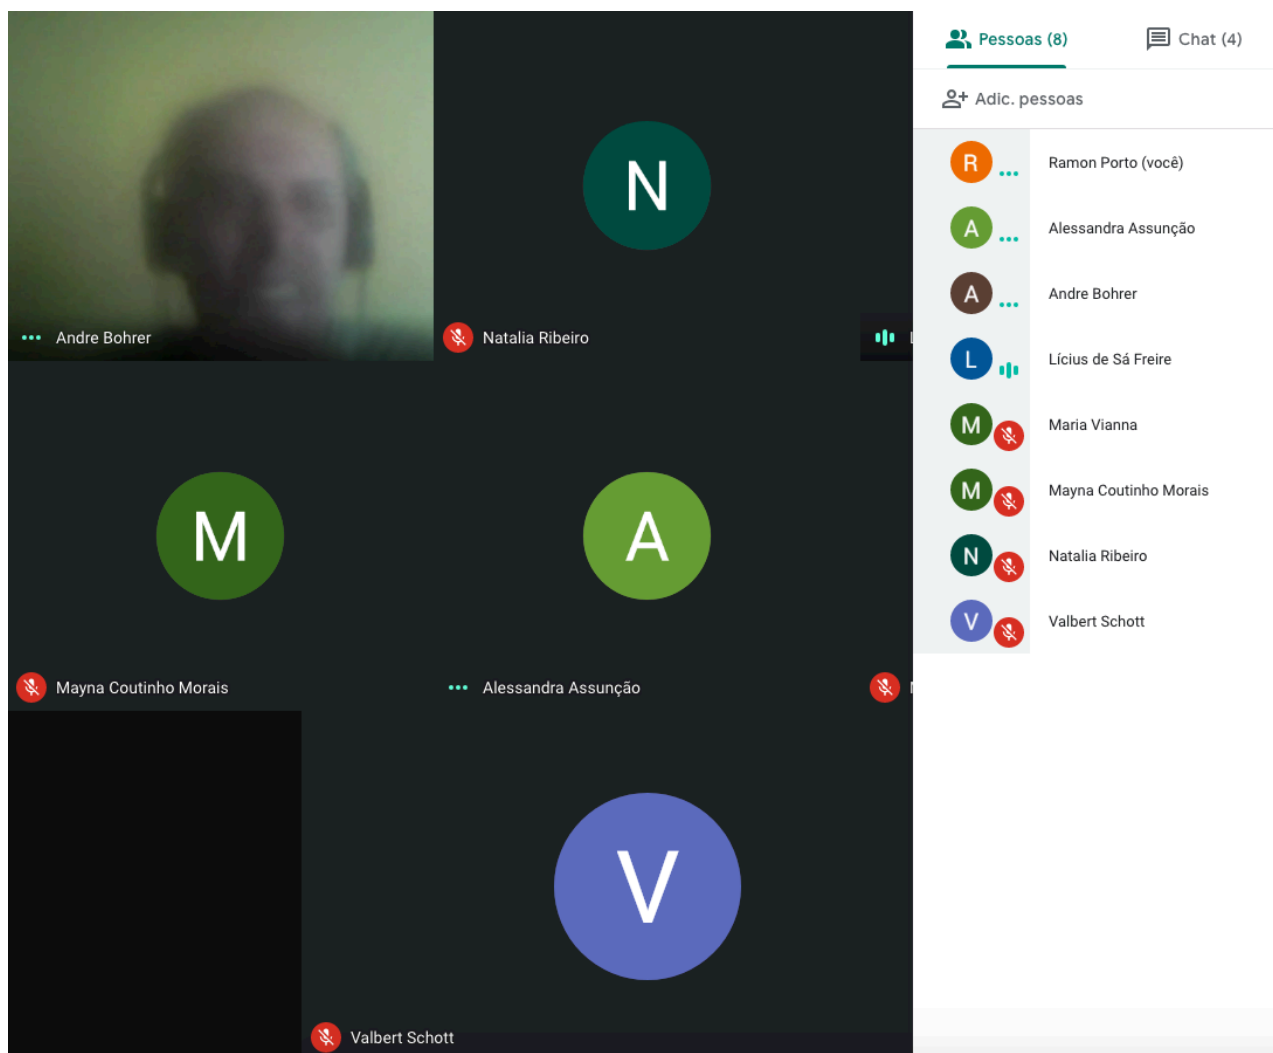 Andre Bohrer
N
Natalia Ribeiro
M
Mayna Coutinho Morais
A
Alessandra Assunção
V
Valbert Schott
Pessoas (8)
Chat (4)
Adic. pessoas
R
Ramon Porto (você)
A
Alessandra Assunção
A
Andre Bohrer
L
Lícius de Sá Freire
M
Maria Vianna
M
Mayna Coutinho Morais
N
Natalia Ribeiro
V
Valbert Schott